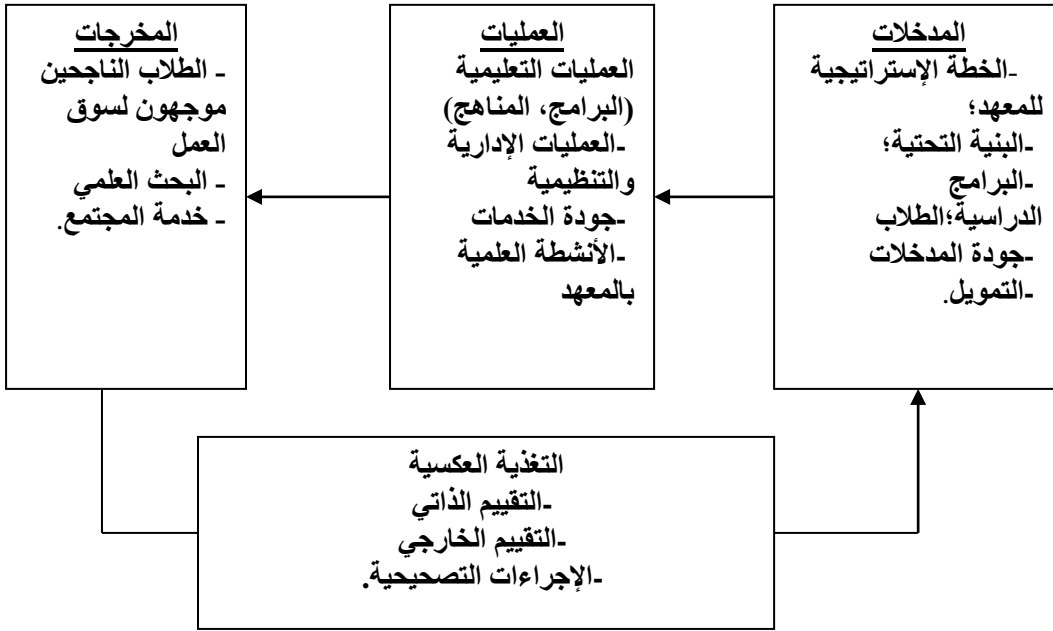 المدخلات
-الخطة الإستراتيجية
للمعهد؛
-البنية التحتية؛
-البرامج
الدراسية؛الطلاب
-جودة المدخلات
-التمويل.
العمليات
العمليات التعليمية
(البرامج، المناهج)
-العمليات الإدارية
والتنظيمية
-جودة الخدمات
-الأنشطة العلمية
بالمعهد
المخرجات
- الطلاب الناجحين
موجهون لسوق
العمل
- البحث العلمي
- خدمة المجتمع.
التغذية العكسية
-التقييم الذاتي
-التقييم الخارجي
-الإجراءات التصحيحية.